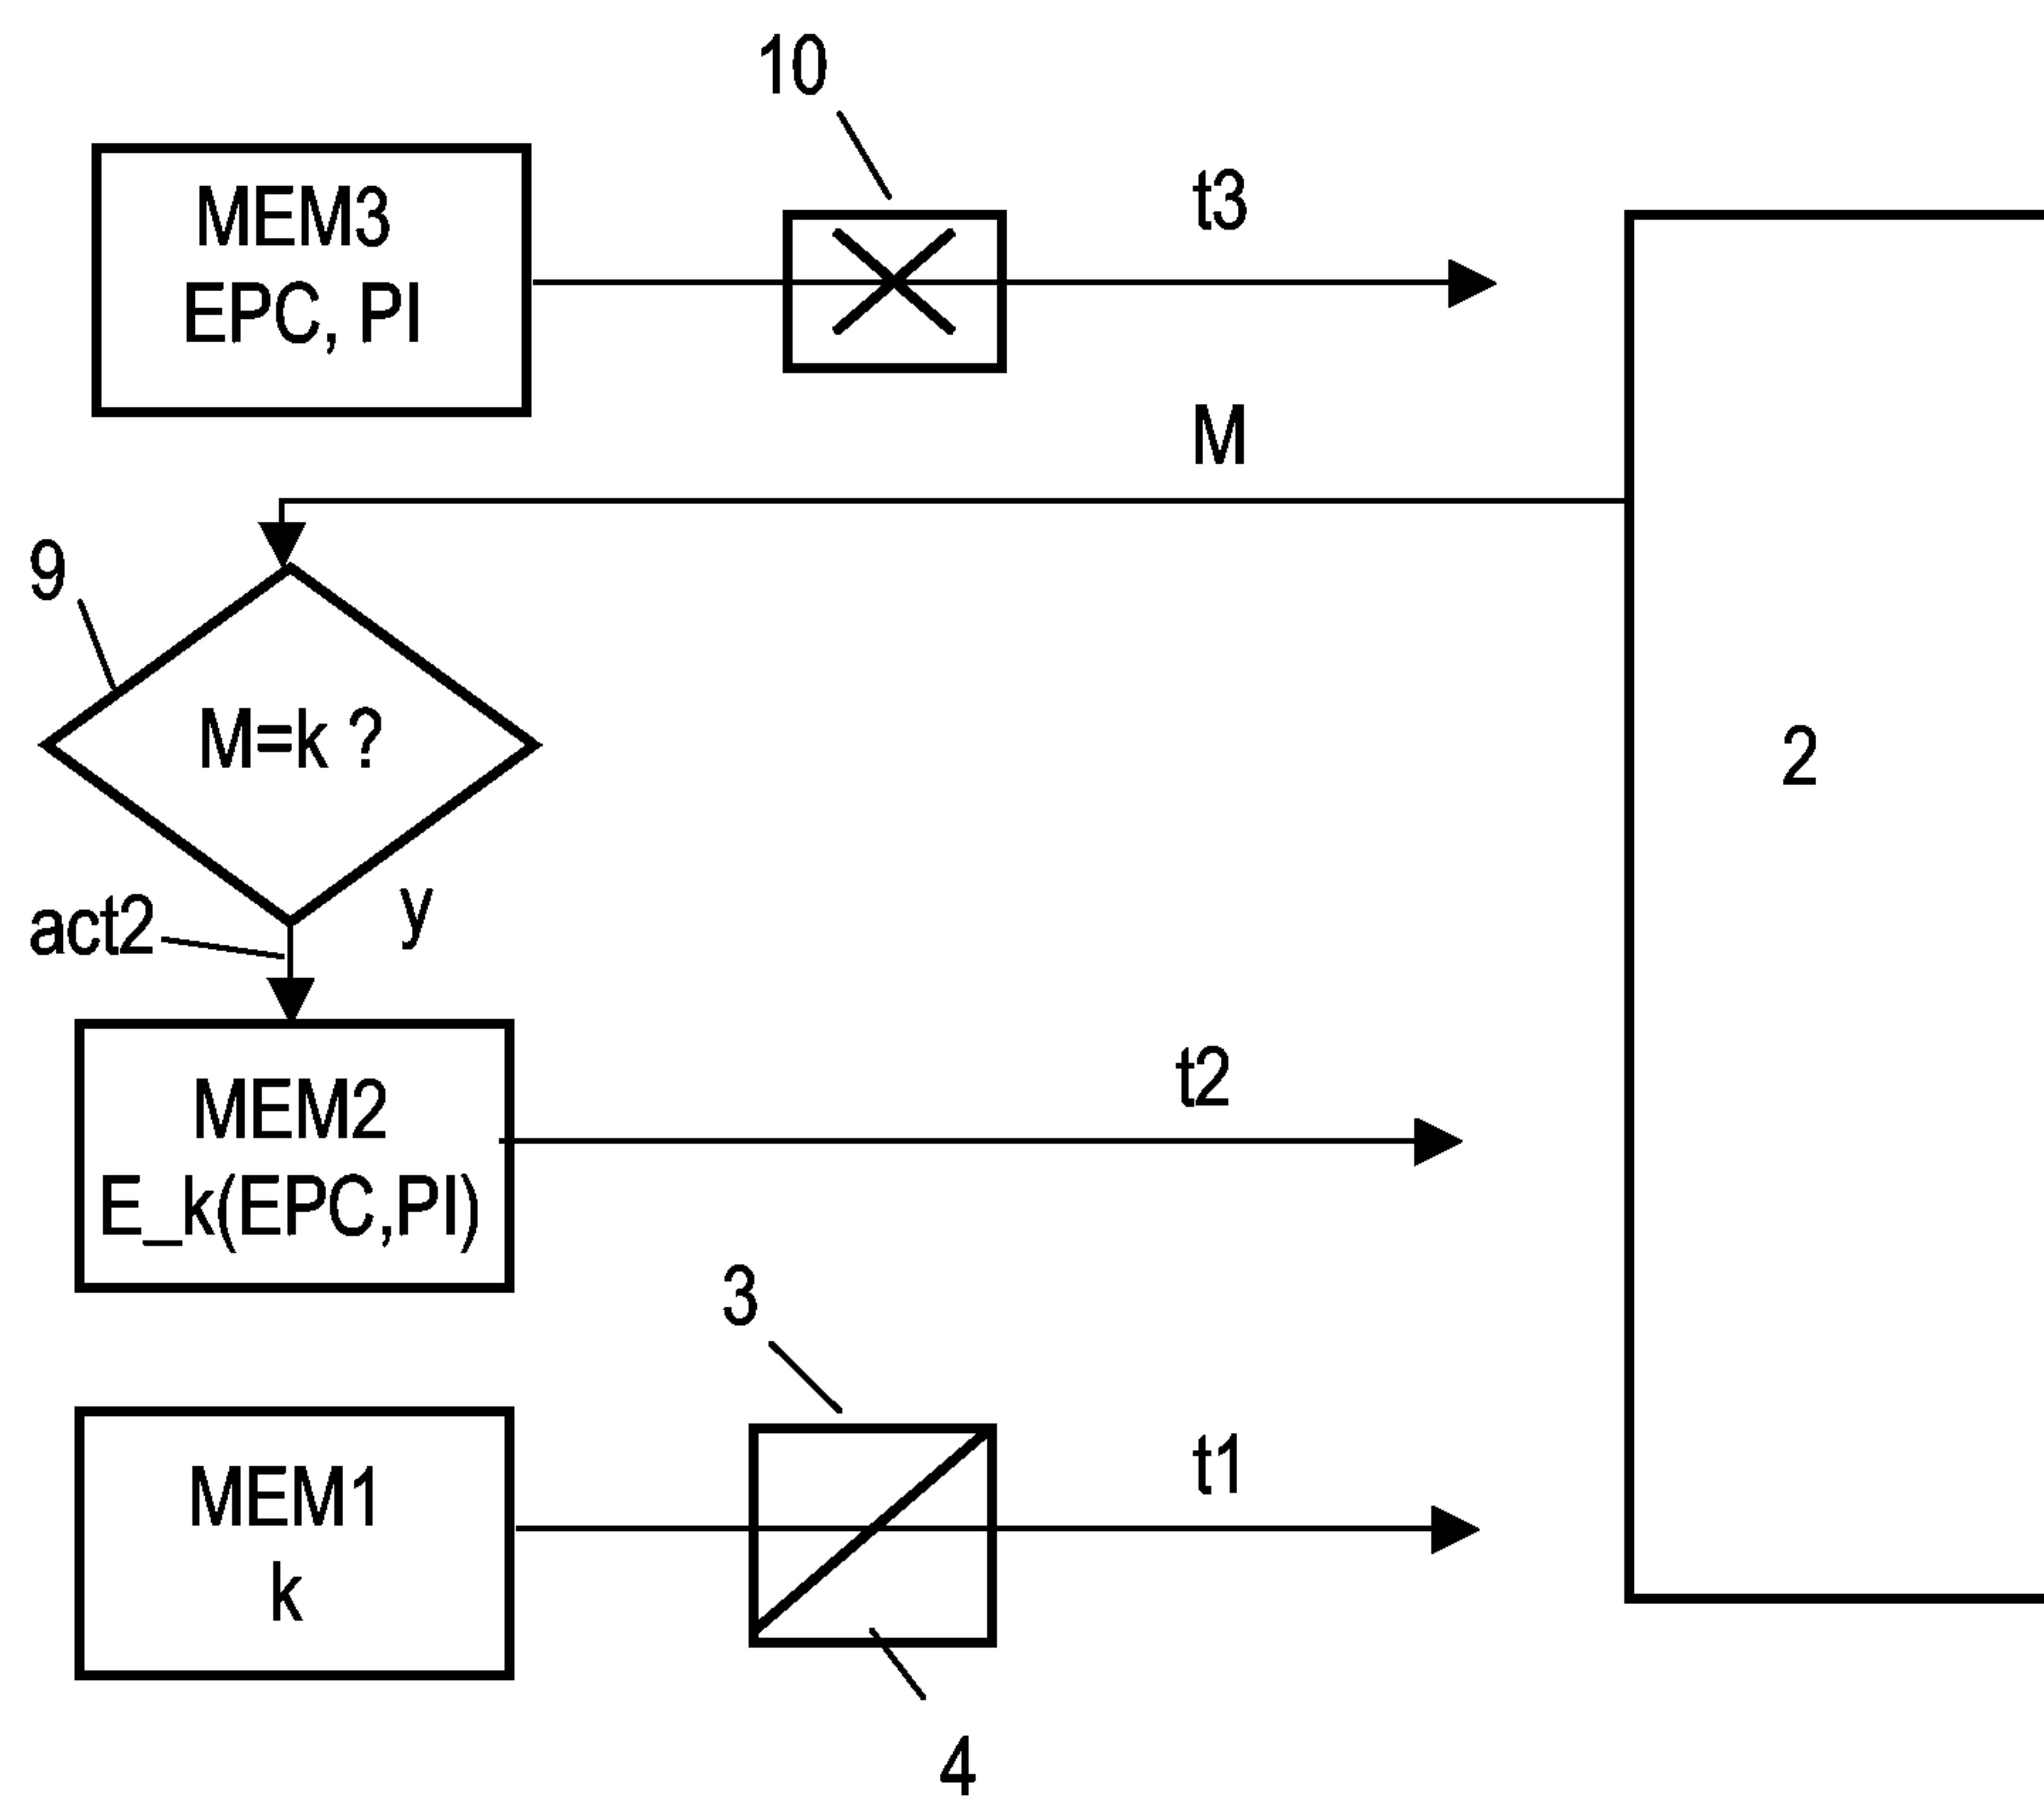 10
MEM3
EPC, PI
t3
M
9
M=k ?
2
act2
y
MEM2
E_k(EPC,PI)
t2
3
MEM1
k
t1
4